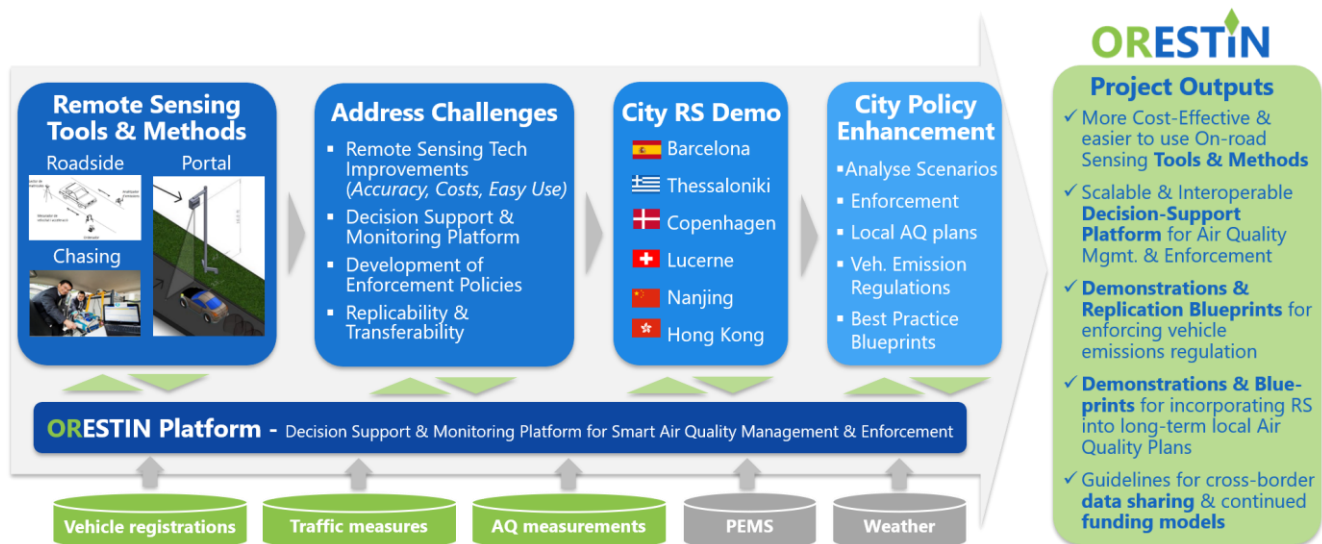 ORESTiN
Remote Sensing
Tools & Methods
Roadside
Portal
Chasing
Address Challenges
▪ Remote Sensing Tech
Improvements
(Accuracy, Costs, Easy Use)
▪ Decision Support &
Monitoring Platform
▪ Development of
Enforcement Policies
▪ Replicability &
Transferability
City RS Demo
Barcelona
Thessaloniki
Copenhagen
Lucerne
Nanjing
Hong Kong
City Policy
Enhancement
▪Analyse Scenarios
▪ Enforcement
▪ Local AQ plans
▪ Veh. Emission
Regulations
▪ Best Practice
Blueprints
ORESTIN Platform - Decision Support & Monitoring Platform for Smart Air Quality Management & Enforcement
Vehicle registrations
Traffic measures
AQ measurements
PEMS
Weather
Project Outputs
✓ More Cost-Effective &
easier to use On-road
Sensing Tools & Methods
✓ Scalable & Interoperable
Decision-Support
Platform for Air Quality
Mgmt. & Enforcement
✓ Demonstrations &
Replication Blueprints for
enforcing vehicle
emissions regulation
✓ Demonstrations & Blue-
prints for incorporating RS
into long-term local Air
Quality Plans
✓ Guidelines for cross-border
data sharing & continued
funding models